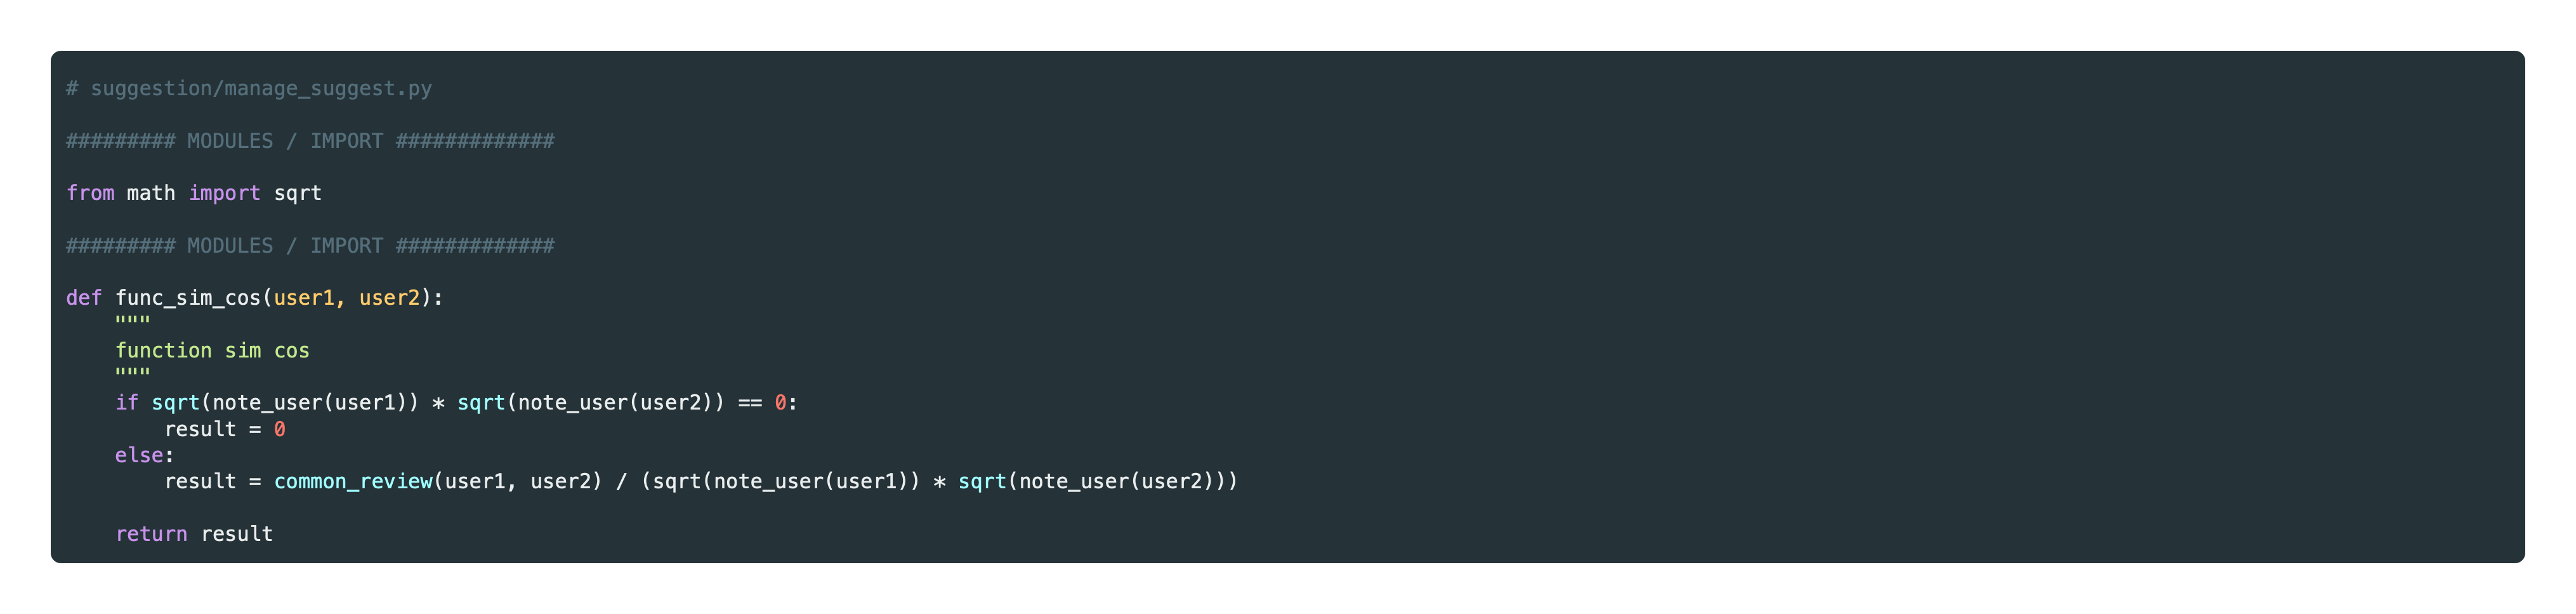 # suggestion/manage_suggest.py
######### MODULES / IMPORT #############
from math import sqrt
######### MODULES / IMPORT #############
def func_sim_cos(user1, user2):
    """
    function sim cos
    """
    if sqrt(note_user(user1)) * sqrt(note_user(user2)) == 0:
        result = 0
    else:
        result = common_review(user1, user2) / (sqrt(note_user(user1)) * sqrt(note_user(user2)))
    return result